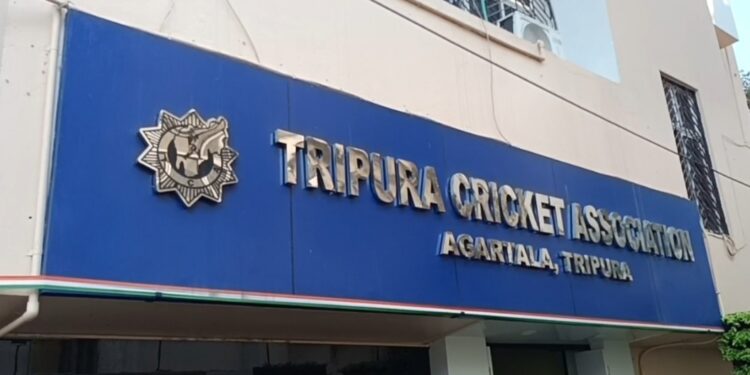 TRIPURA CRICKET ASSOCIATION
AGARTALA, TRIPURA